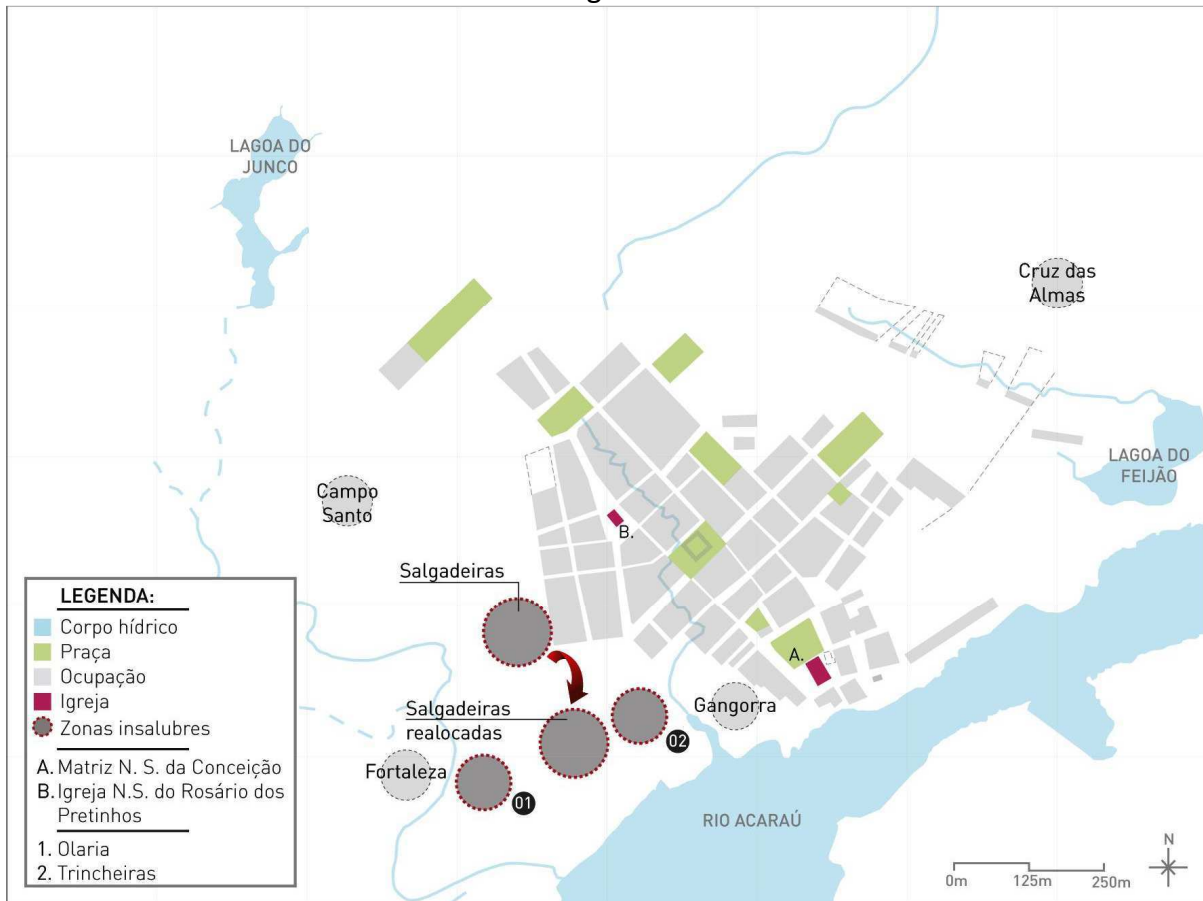 LAGOA DO
JUNCO
Cruz das
Almas
LAGOA DO
FEIJÃO
Campo
Santo
B.
Salgadeiras
A.
Gangorra
Salgadeiras
realocadas
02
Fortaleza
01
RIO ACARAÚ
N
0m 125m 250m
LEGENDA:
Corpo hídrico
Praça
Ocupação
Igreja
Zonas insalubres
A. Matriz N. S. da Conceição
B. Igreja N.S. do Rosário dos
Pretinhos
1. Olaria
2. Trincheiras